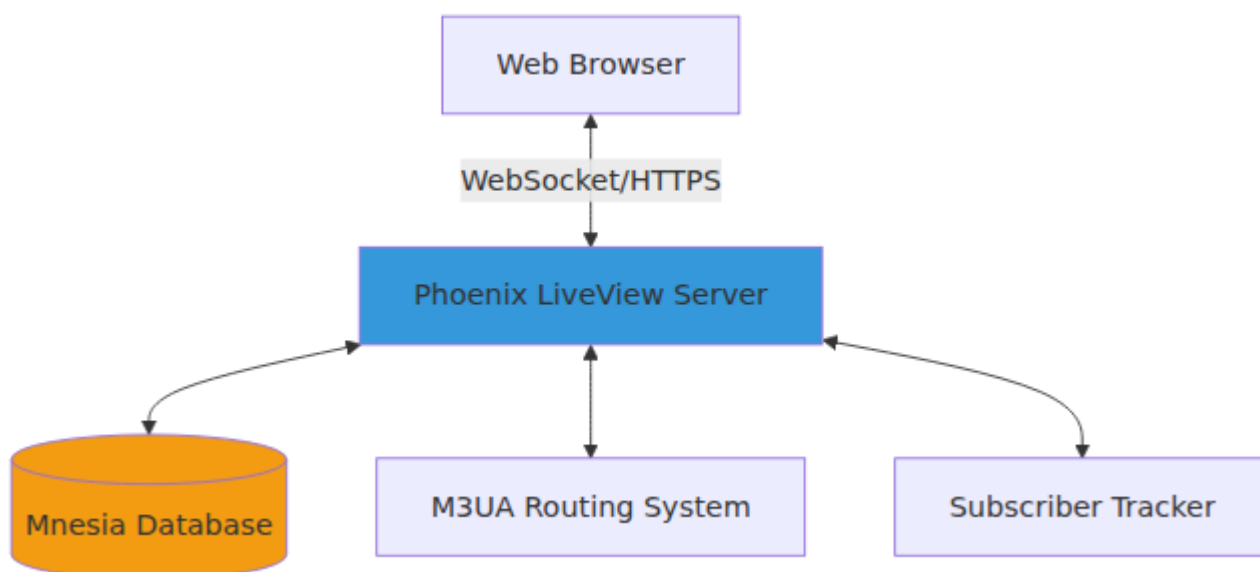 Web Browser
WebSocket/HTTPS
Phoenix LiveView Server
Mnesia Database
M3UA Routing System
Subscriber Tracker